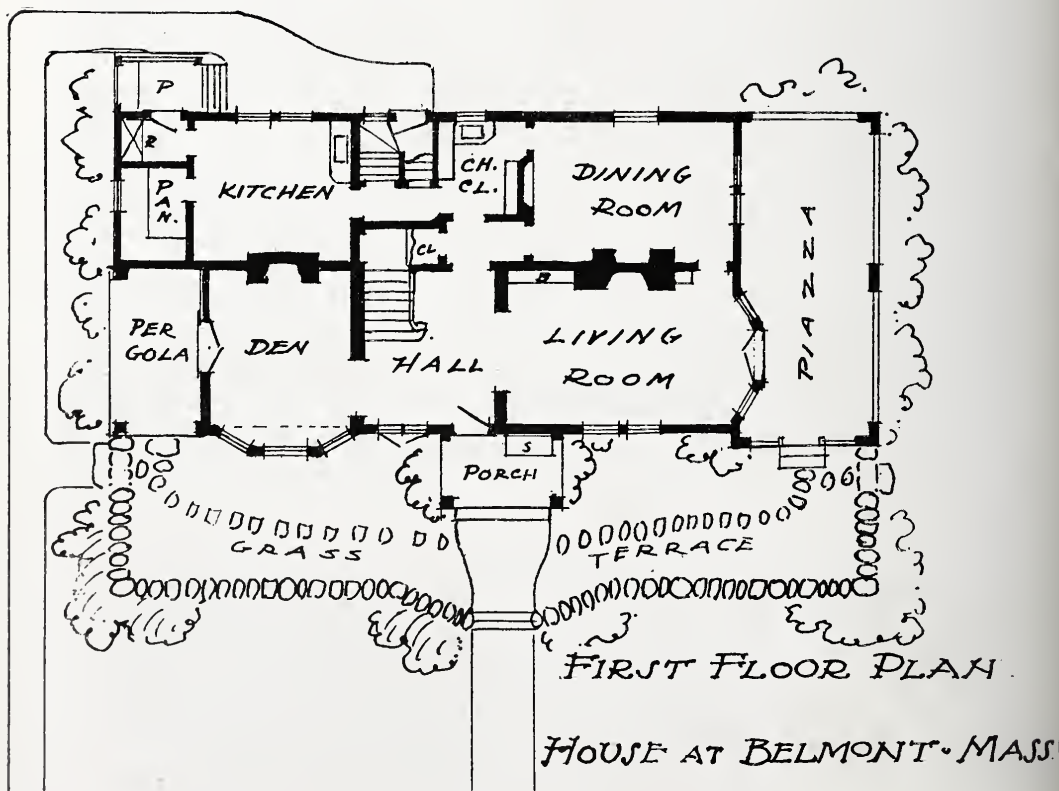 P
R
PAN.
KITCHEN
CH.
CL.
CL
DINING
ROOM
PIAZZA
PER
GOLA
DEN
HALL
B
LIVING
ROOM
S
PORCH
GRASS
TERRACE
FIRST FLOOR PLAN
HOUSE AT BELMONT · MASS.